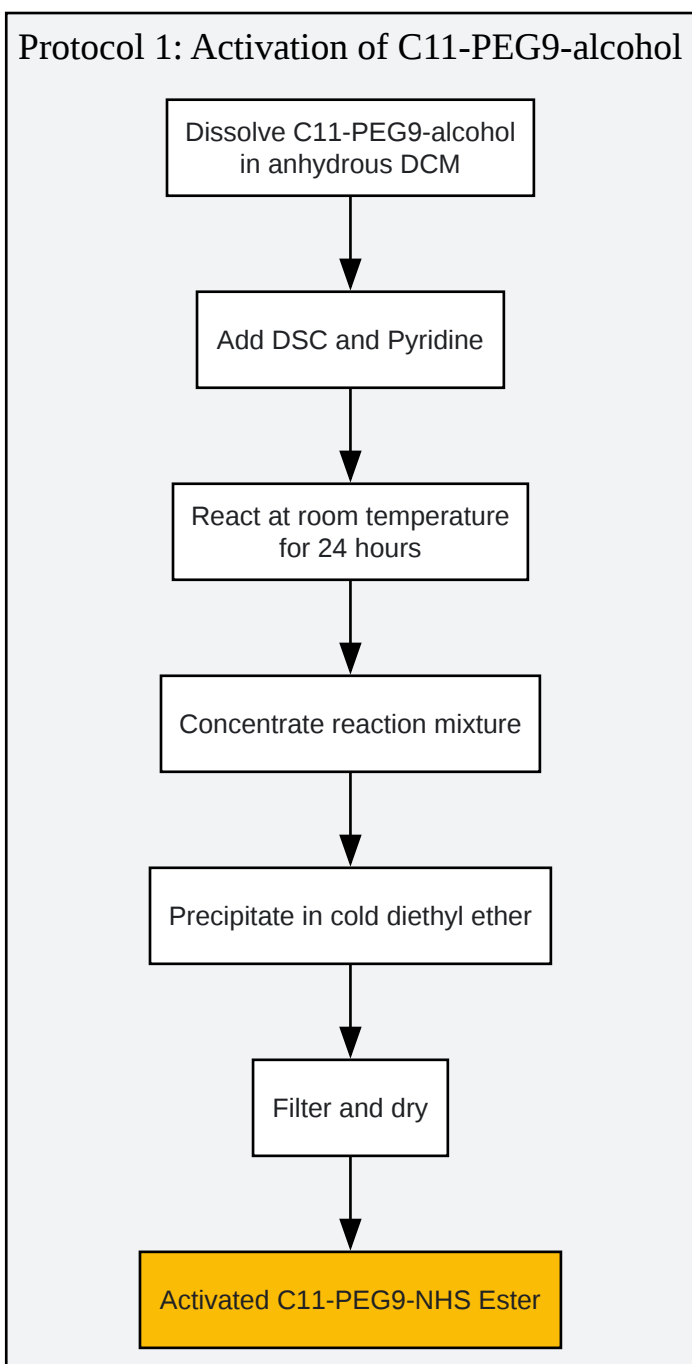 Protocol 1: Activation of C11-PEG9-alcohol
Dissolve C11-PEG9-alcohol
in anhydrous DCM
Add DSC and Pyridine
React at room temperature
for 24 hours
Concentrate reaction mixture
Precipitate in cold diethyl ether
Filter and dry
Activated C11-PEG9-NHS Ester